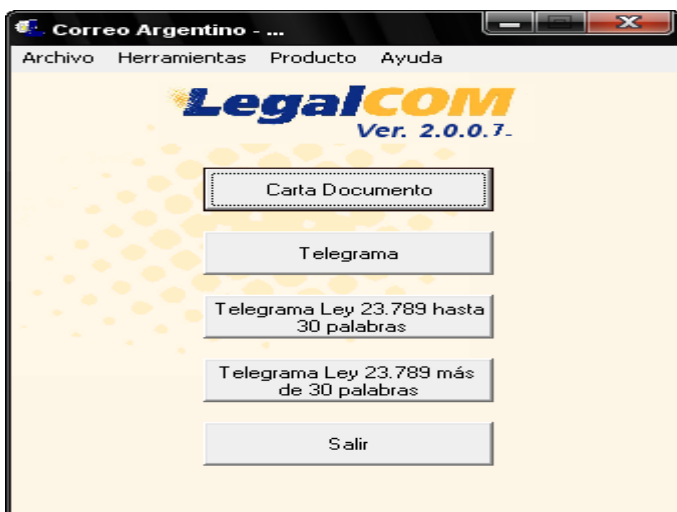 Correo Argentino - ...
Archivo Herramientas Producto Ayuda
LegalCOM
Ver. 2.0.0.7-
Carta Documento
Telegrama
Telegrama Ley 23.789 hasta
30 palabras
Telegrama Ley 23.789 más
de 30 palabras
Salir